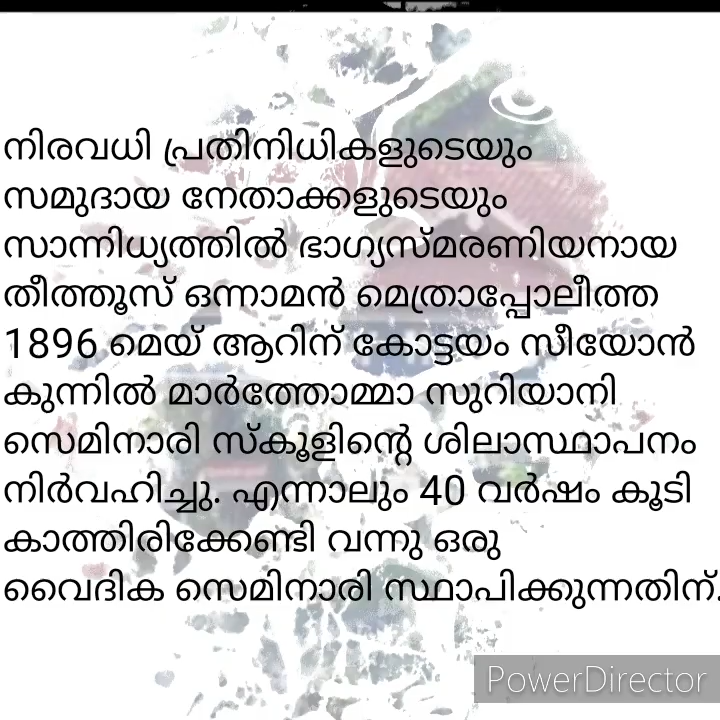 നിരവധി പ്രതിനിധികളുടെയും
സമുദായ നേതാക്കളുടെയും
സാന്നിധ്യത്തിൽ ഭാഗ്യസ്മരണിയനായ
തീത്തൂസ് ഒന്നാമൻ മെത്രാപ്പോലീത്ത
1896 മെയ് ആറിന് കോട്ടയം സീയോൻ
കുന്നിൽ മാർത്തോമ്മാ സുറിയാനി
സെമിനാരി സ്കൂളിന്റെ ശിലാസ്ഥാപനം
നിർവഹിച്ചു. എന്നാലും 40 വർഷം കൂടി
കാത്തിരിക്കേണ്ടി വന്നു ഒരു
വൈദിക സെമിനാരി സ്ഥാപിക്കുന്നതിന്.
PowerDirector